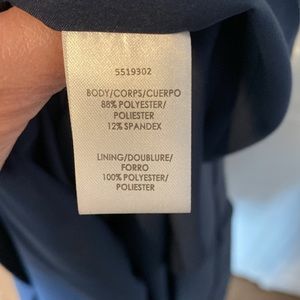 5519302
BODY/CORPS/CUERPO
88% POLYESTER/
POLIESTER
12% SPANDEX
LINING/DOUBLURE/
FORRO
100% POLYESTER/
POLIESTER